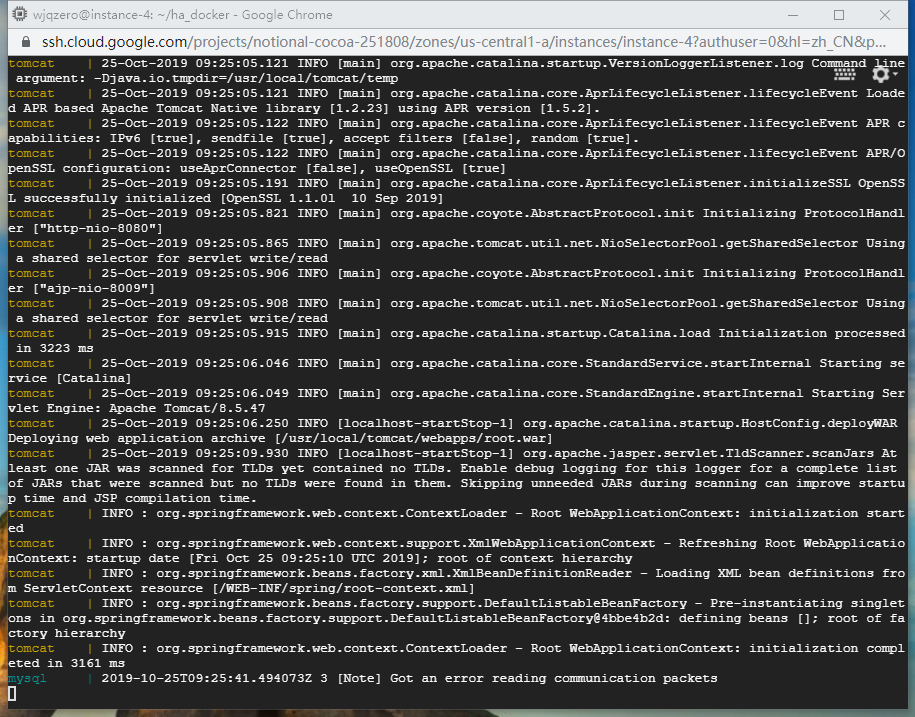 wjqzero@instance-4: ~/ha_docker - Google Chrome
ssh.cloud.google.com/projects/notional-cocoa-251808/zones/us-central1-a/instances/instance-4?authuser=0&hl=zh_CN&p...
tomcat    | 25-Oct-2019 09:25:05.121 INFO [main] org.apache.catalina.startup.VersionLoggerListener.log Command line
 argument: -Djava.io.tmpdir=/usr/local/tomcat/temp
tomcat    | 25-Oct-2019 09:25:05.121 INFO [main] org.apache.catalina.core.AprLifecycleListener.lifecycleEvent Loade
d APR based Apache Tomcat Native library [1.2.23] using APR version [1.5.2].
tomcat    | 25-Oct-2019 09:25:05.122 INFO [main] org.apache.catalina.core.AprLifecycleListener.lifecycleEvent APR c
apabilities: IPv6 [true], sendfile [true], accept filters [false], random [true].
tomcat    | 25-Oct-2019 09:25:05.122 INFO [main] org.apache.catalina.core.AprLifecycleListener.lifecycleEvent APR/O
penSSL configuration: useAprConnector [false], useOpenSSL [true]
tomcat    | 25-Oct-2019 09:25:05.191 INFO [main] org.apache.catalina.core.AprLifecycleListener.initializeSSL OpenSS
L successfully initialized [OpenSSL 1.1.0l  10 Sep 2019]
tomcat    | 25-Oct-2019 09:25:05.821 INFO [main] org.apache.coyote.AbstractProtocol.init Initializing ProtocolHandl
er ["http-nio-8080"]
tomcat    | 25-Oct-2019 09:25:05.865 INFO [main] org.apache.tomcat.util.net.NioSelectorPool.getSharedSelector Using
 a shared selector for servlet write/read
tomcat    | 25-Oct-2019 09:25:05.906 INFO [main] org.apache.coyote.AbstractProtocol.init Initializing ProtocolHandl
er ["ajp-nio-8009"]
tomcat    | 25-Oct-2019 09:25:05.908 INFO [main] org.apache.tomcat.util.net.NioSelectorPool.getSharedSelector Using
 a shared selector for servlet write/read
tomcat    | 25-Oct-2019 09:25:05.915 INFO [main] org.apache.catalina.startup.Catalina.load Initialization processed
 in 3223 ms
tomcat    | 25-Oct-2019 09:25:06.046 INFO [main] org.apache.catalina.core.StandardService.startInternal Starting se
rvice [Catalina]
tomcat    | 25-Oct-2019 09:25:06.049 INFO [main] org.apache.catalina.core.StandardEngine.startInternal Starting Ser
vlet Engine: Apache Tomcat/8.5.47
tomcat    | 25-Oct-2019 09:25:06.250 INFO [localhost-startStop-1] org.apache.catalina.startup.HostConfig.deployWAR
Deploying web application archive [/usr/local/tomcat/webapps/root.war]
tomcat    | 25-Oct-2019 09:25:09.930 INFO [localhost-startStop-1] org.apache.jasper.servlet.TldScanner.scanJars At
least one JAR was scanned for TLDs yet contained no TLDs. Enable debug logging for this logger for a complete list
of JARs that were scanned but no TLDs were found in them. Skipping unneeded JARs during scanning can improve startu
p time and JSP compilation time.
tomcat    | INFO : org.springframework.web.context.ContextLoader - Root WebApplicationContext: initialization start
ed
tomcat    | INFO : org.springframework.web.context.support.XmlWebApplicationContext - Refreshing Root WebApplicatio
nContext: startup date [Fri Oct 25 09:25:10 UTC 2019]; root of context hierarchy
tomcat    | INFO : org.springframework.beans.factory.xml.XmlBeanDefinitionReader - Loading XML bean definitions fro
m ServletContext resource [/WEB-INF/spring/root-context.xml]
tomcat    | INFO : org.springframework.beans.factory.support.DefaultListableBeanFactory - Pre-instantiating singlet
ons in org.springframework.beans.factory.support.DefaultListableBeanFactory@4bbe4b2d: defining beans []; root of fa
ctory hierarchy
tomcat    | INFO : org.springframework.web.context.ContextLoader - Root WebApplicationContext: initialization compl
eted in 3161 ms
mysql     | 2019-10-25T09:25:41.494073Z 3 [Note] Got an error reading communication packets